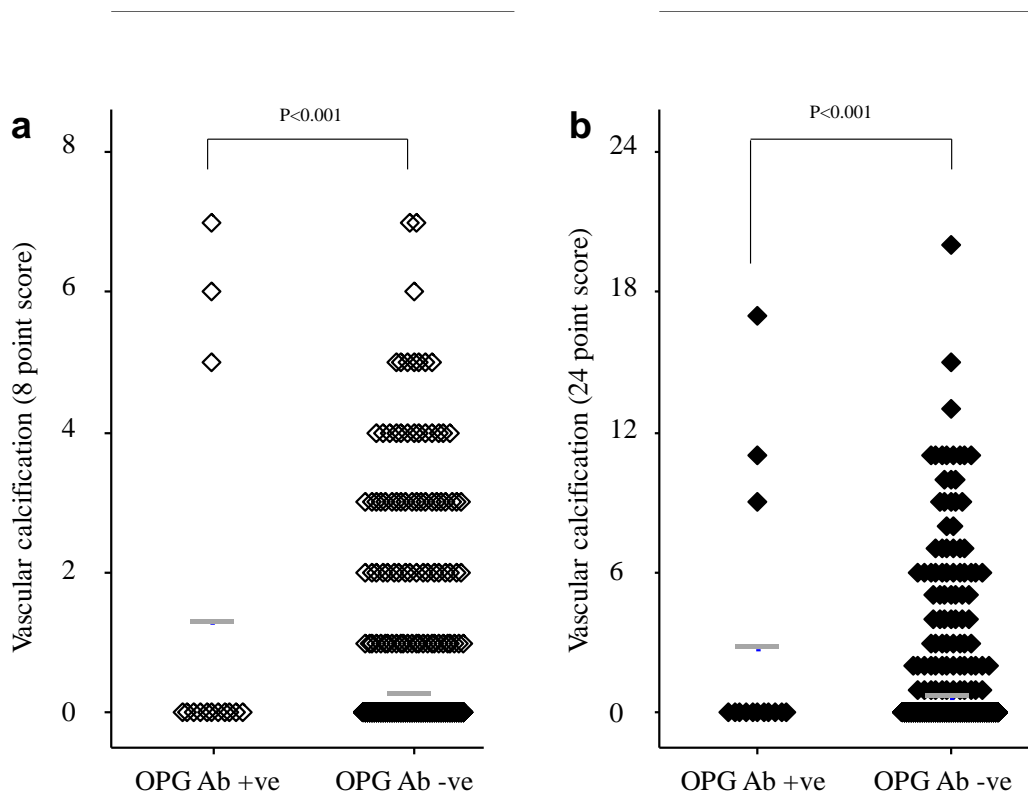 a
P<0.001
8
6
4
2
0
Vascular calcification (8 point score)
OPG Ab +ve
OPG Ab -ve
b
P<0.001
24
18
12
6
0
Vascular calcification (24 point score)
OPG Ab +ve
OPG Ab -ve